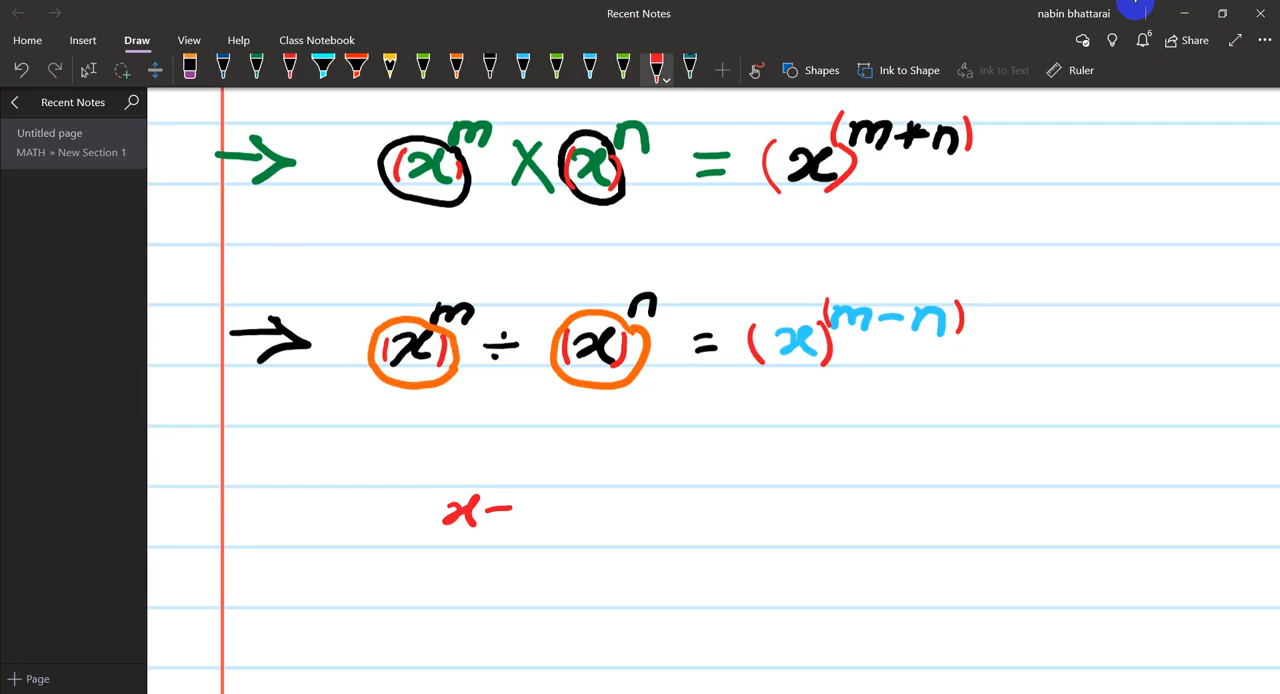 Recent Notes
nabin bhattarai
Home Insert Draw View Help Class Notebook
6 Share
Shapes Ink to Shape Ink to Text Ruler
Recent Notes
Untitled page
MATH » New Section 1
→ (x)^m × (x)^n = (x)^(m+n)
→ (x)^m ÷ (x)^n = (x)^(m-n)
x-
Page